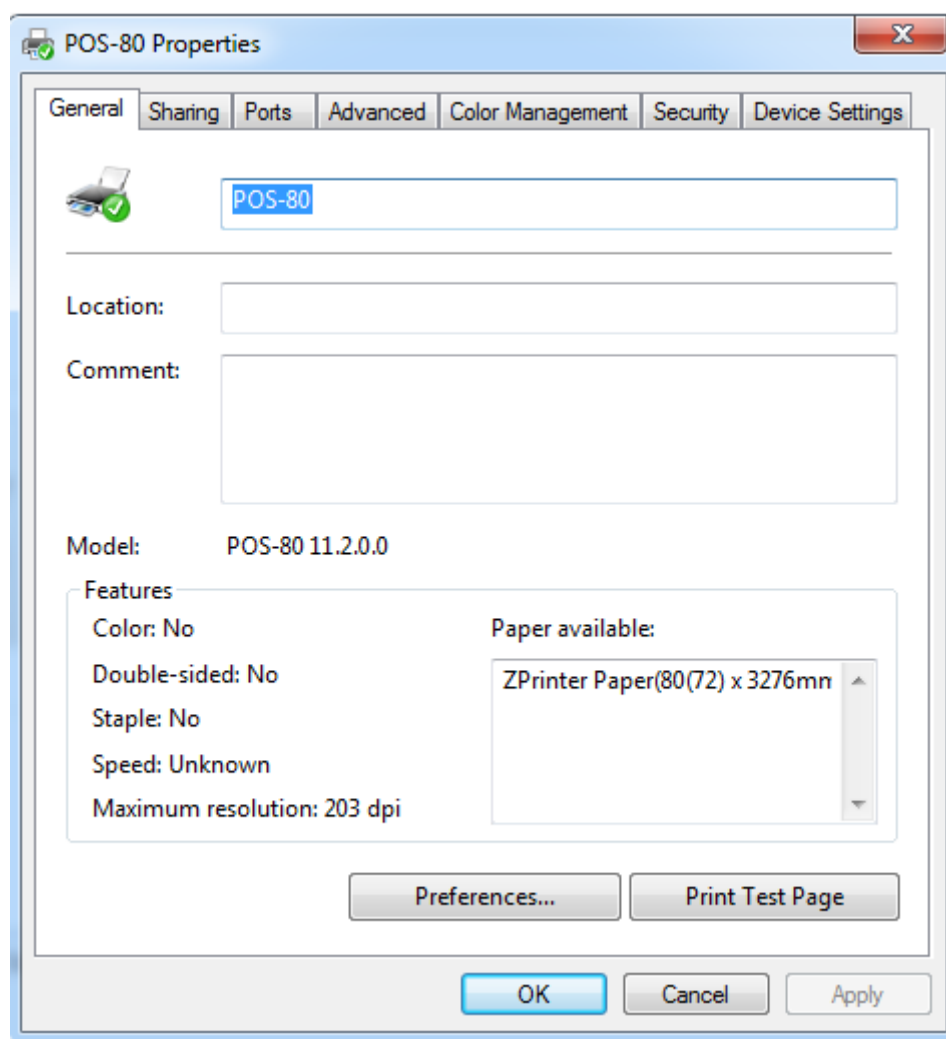 POS-80 Properties
General Sharing Ports Advanced Color Management Security Device Settings
POS-80
Location:
Comment:
Model: POS-80 11.2.0.0
Features
Color: No
Paper available:
Double-sided: No
ZPrinter Paper(80(72) x 3276mm
Staple: No
Speed: Unknown
Maximum resolution: 203 dpi
Preferences... Print Test Page
OK Cancel Apply